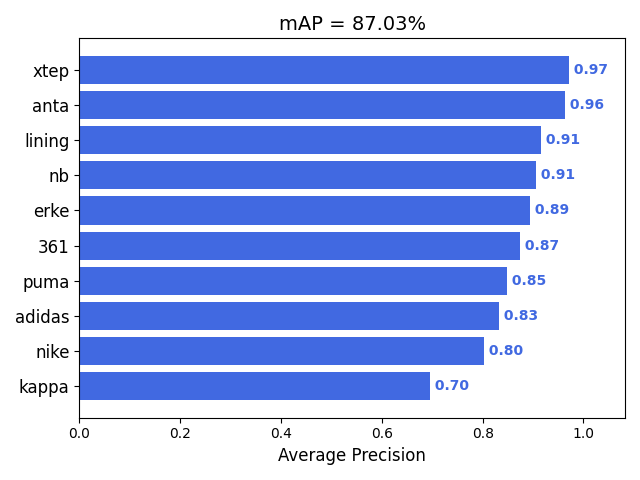 mAP = 87.03%
xtep 0.97
anta 0.96
lining 0.91
nb 0.91
erke 0.89
361 0.87
puma 0.85
adidas 0.83
nike 0.80
kappa 0.70
0.0 0.2 0.4 0.6 0.8 1.0
Average Precision